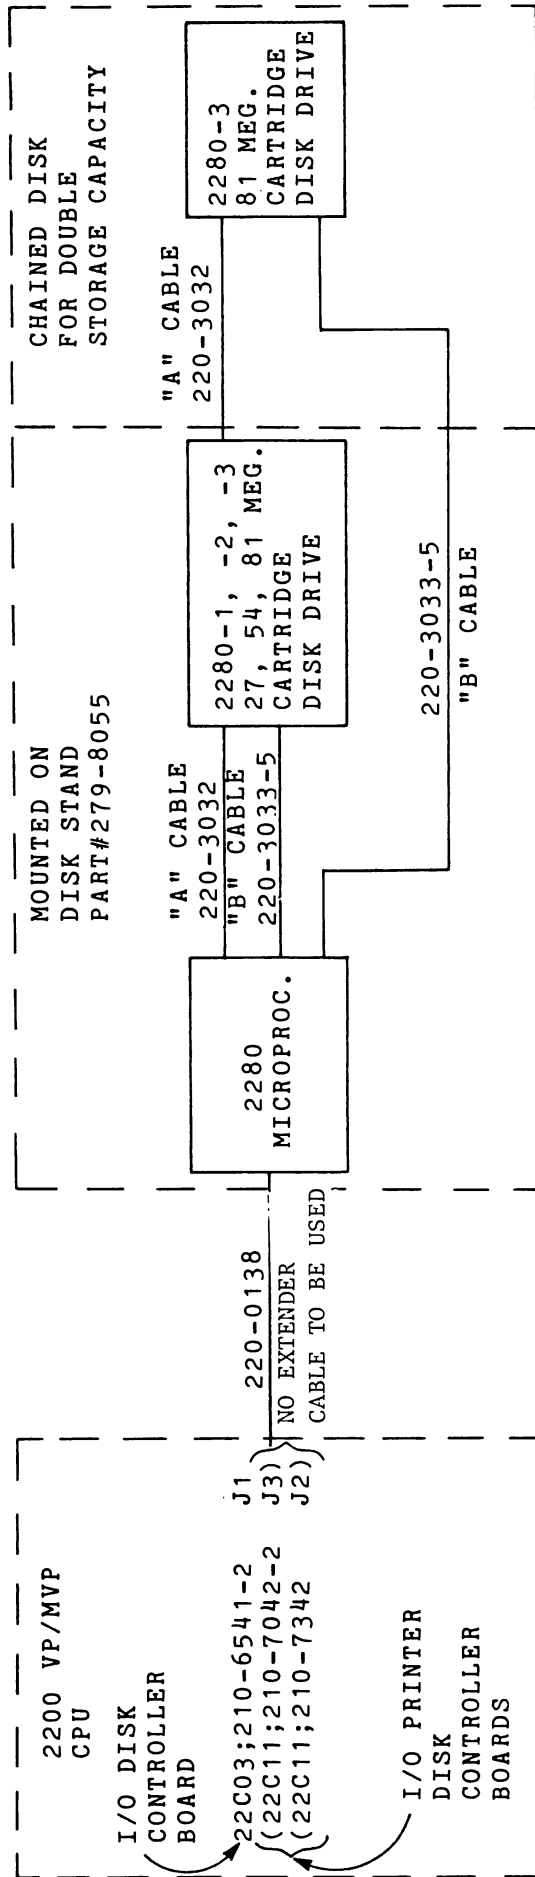 2200 VP/MVP
CPU
I/O DISK
CONTROLLER
BOARD
22C03;210-6541-2 J1
(22C11;210-7042-2 J3)
(22C11;210-7342 J2)
I/O PRINTER
DISK
CONTROLLER
BOARDS
220-0138
NO EXTENDER
CABLE TO BE USED
MOUNTED ON
DISK STAND
PART#279-8055
2280
MICROPROC.
"A" CABLE
220-3032
"B" CABLE
220-3033-5
2280-1, -2, -3
27, 54, 81 MEG.
CARTRIDGE
DISK DRIVE
220-3033-5
"B" CABLE
CHAINED DISK
FOR DOUBLE
STORAGE CAPACITY
"A" CABLE
220-3032
2280-3
81 MEG.
CARTRIDGE
DISK DRIVE